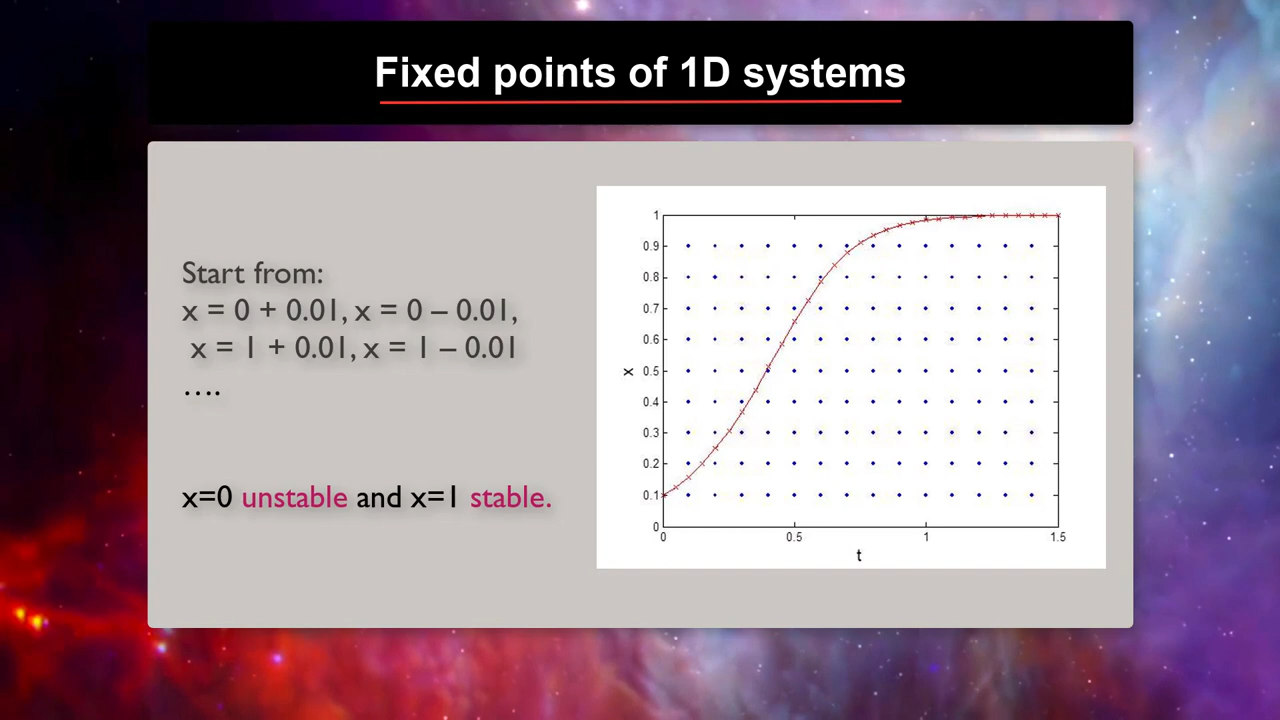 Fixed points of 1D systems
Start from:
x = 0 + 0.01, x = 0 – 0.01,
x = 1 + 0.01, x = 1 – 0.01
....
x=0 unstable and x=1 stable.
1
0.9
0.8
0.7
0.6
x 0.5
0.4
0.3
0.2
0.1
0
0 0.5 1 1.5
t